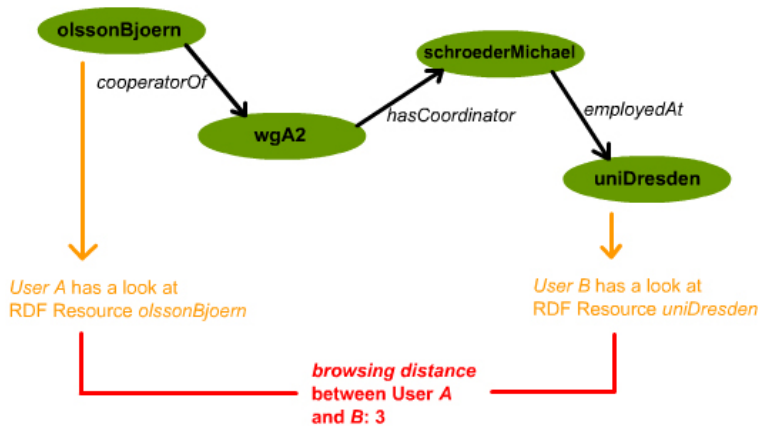 olssonBjoern
cooperatorOf
wgA2
hasCoordinator
schroederMichael
employedAt
uniDresden
User A has a look at
RDF Resource olssonBjoern
User B has a look at
RDF Resource uniDresden
browsing distance
between User A
and B: 3